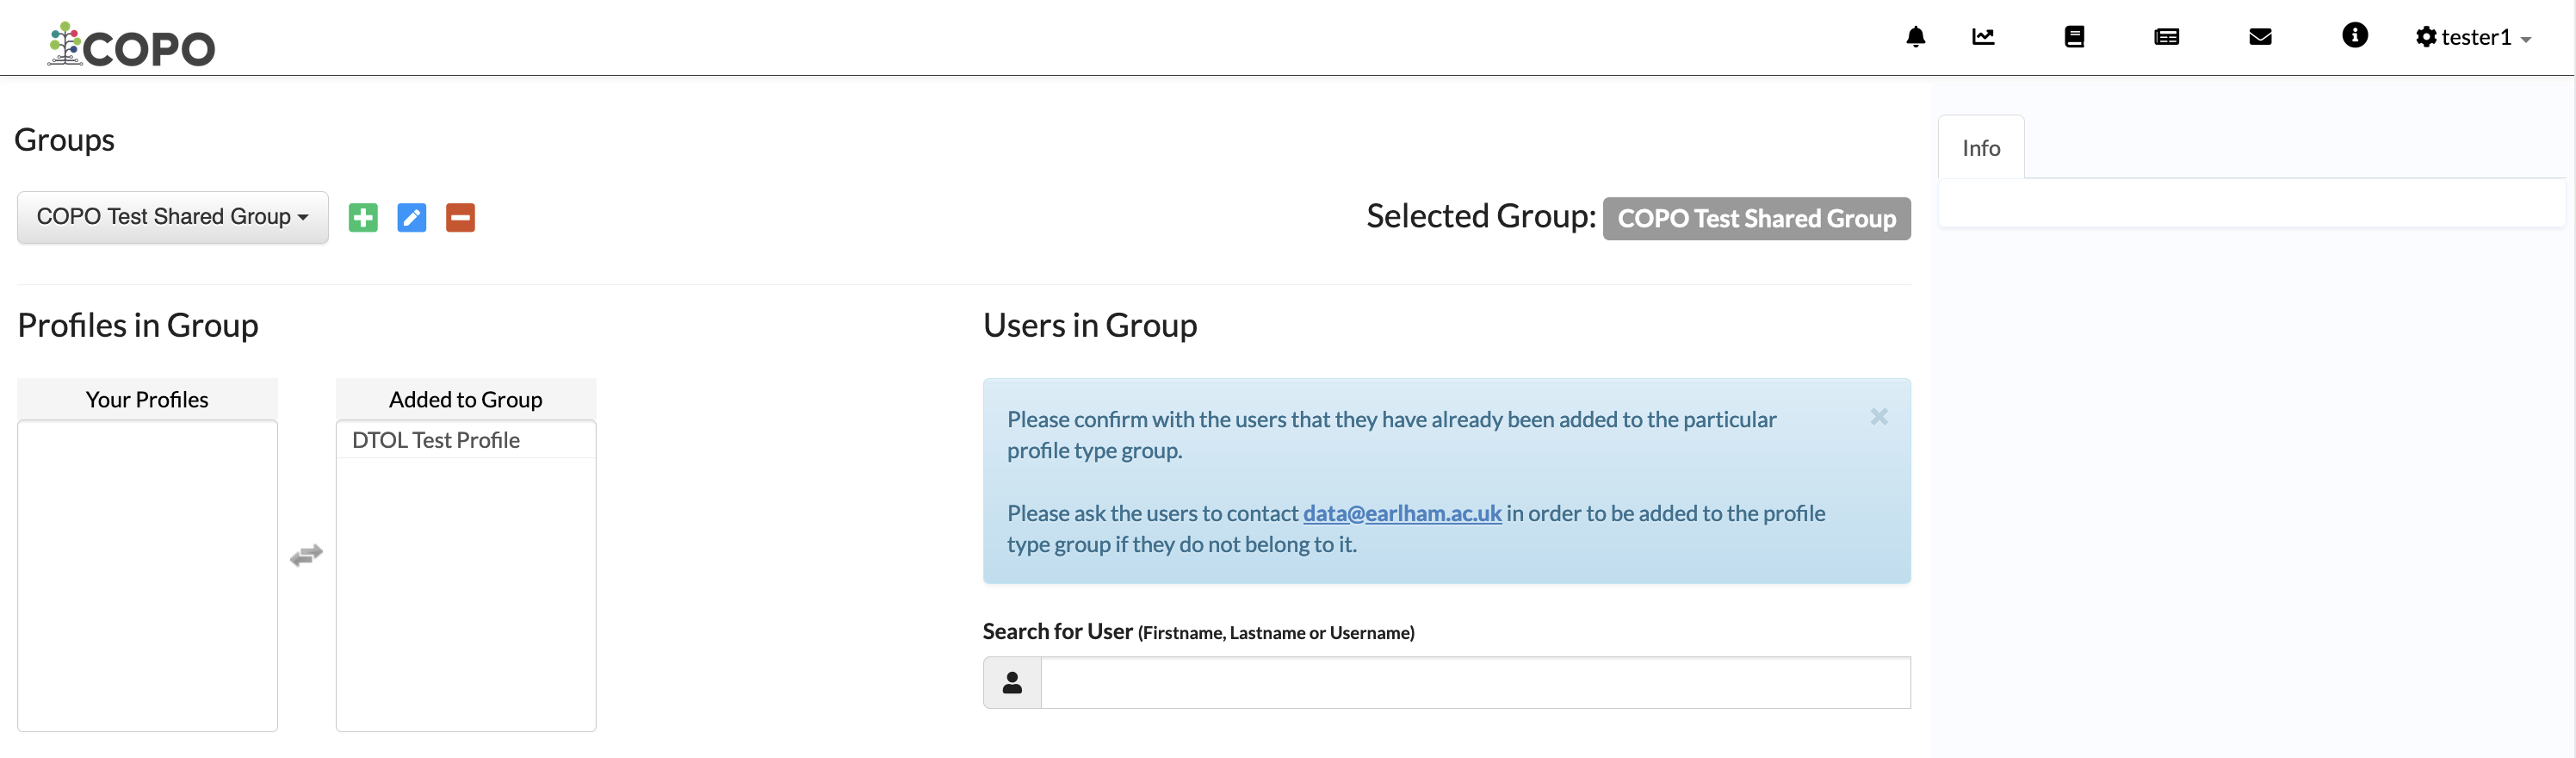 COPO
tester1
Groups
Info
COPO Test Shared Group
Selected Group: COPO Test Shared Group
Profiles in Group
Users in Group
Your Profiles
Added to Group
DTOL Test Profile
Please confirm with the users that they have already been added to the particular
profile type group.
Please ask the users to contact data@earlham.ac.uk in order to be added to the profile
type group if they do not belong to it.
Search for User (Firstname, Lastname or Username)